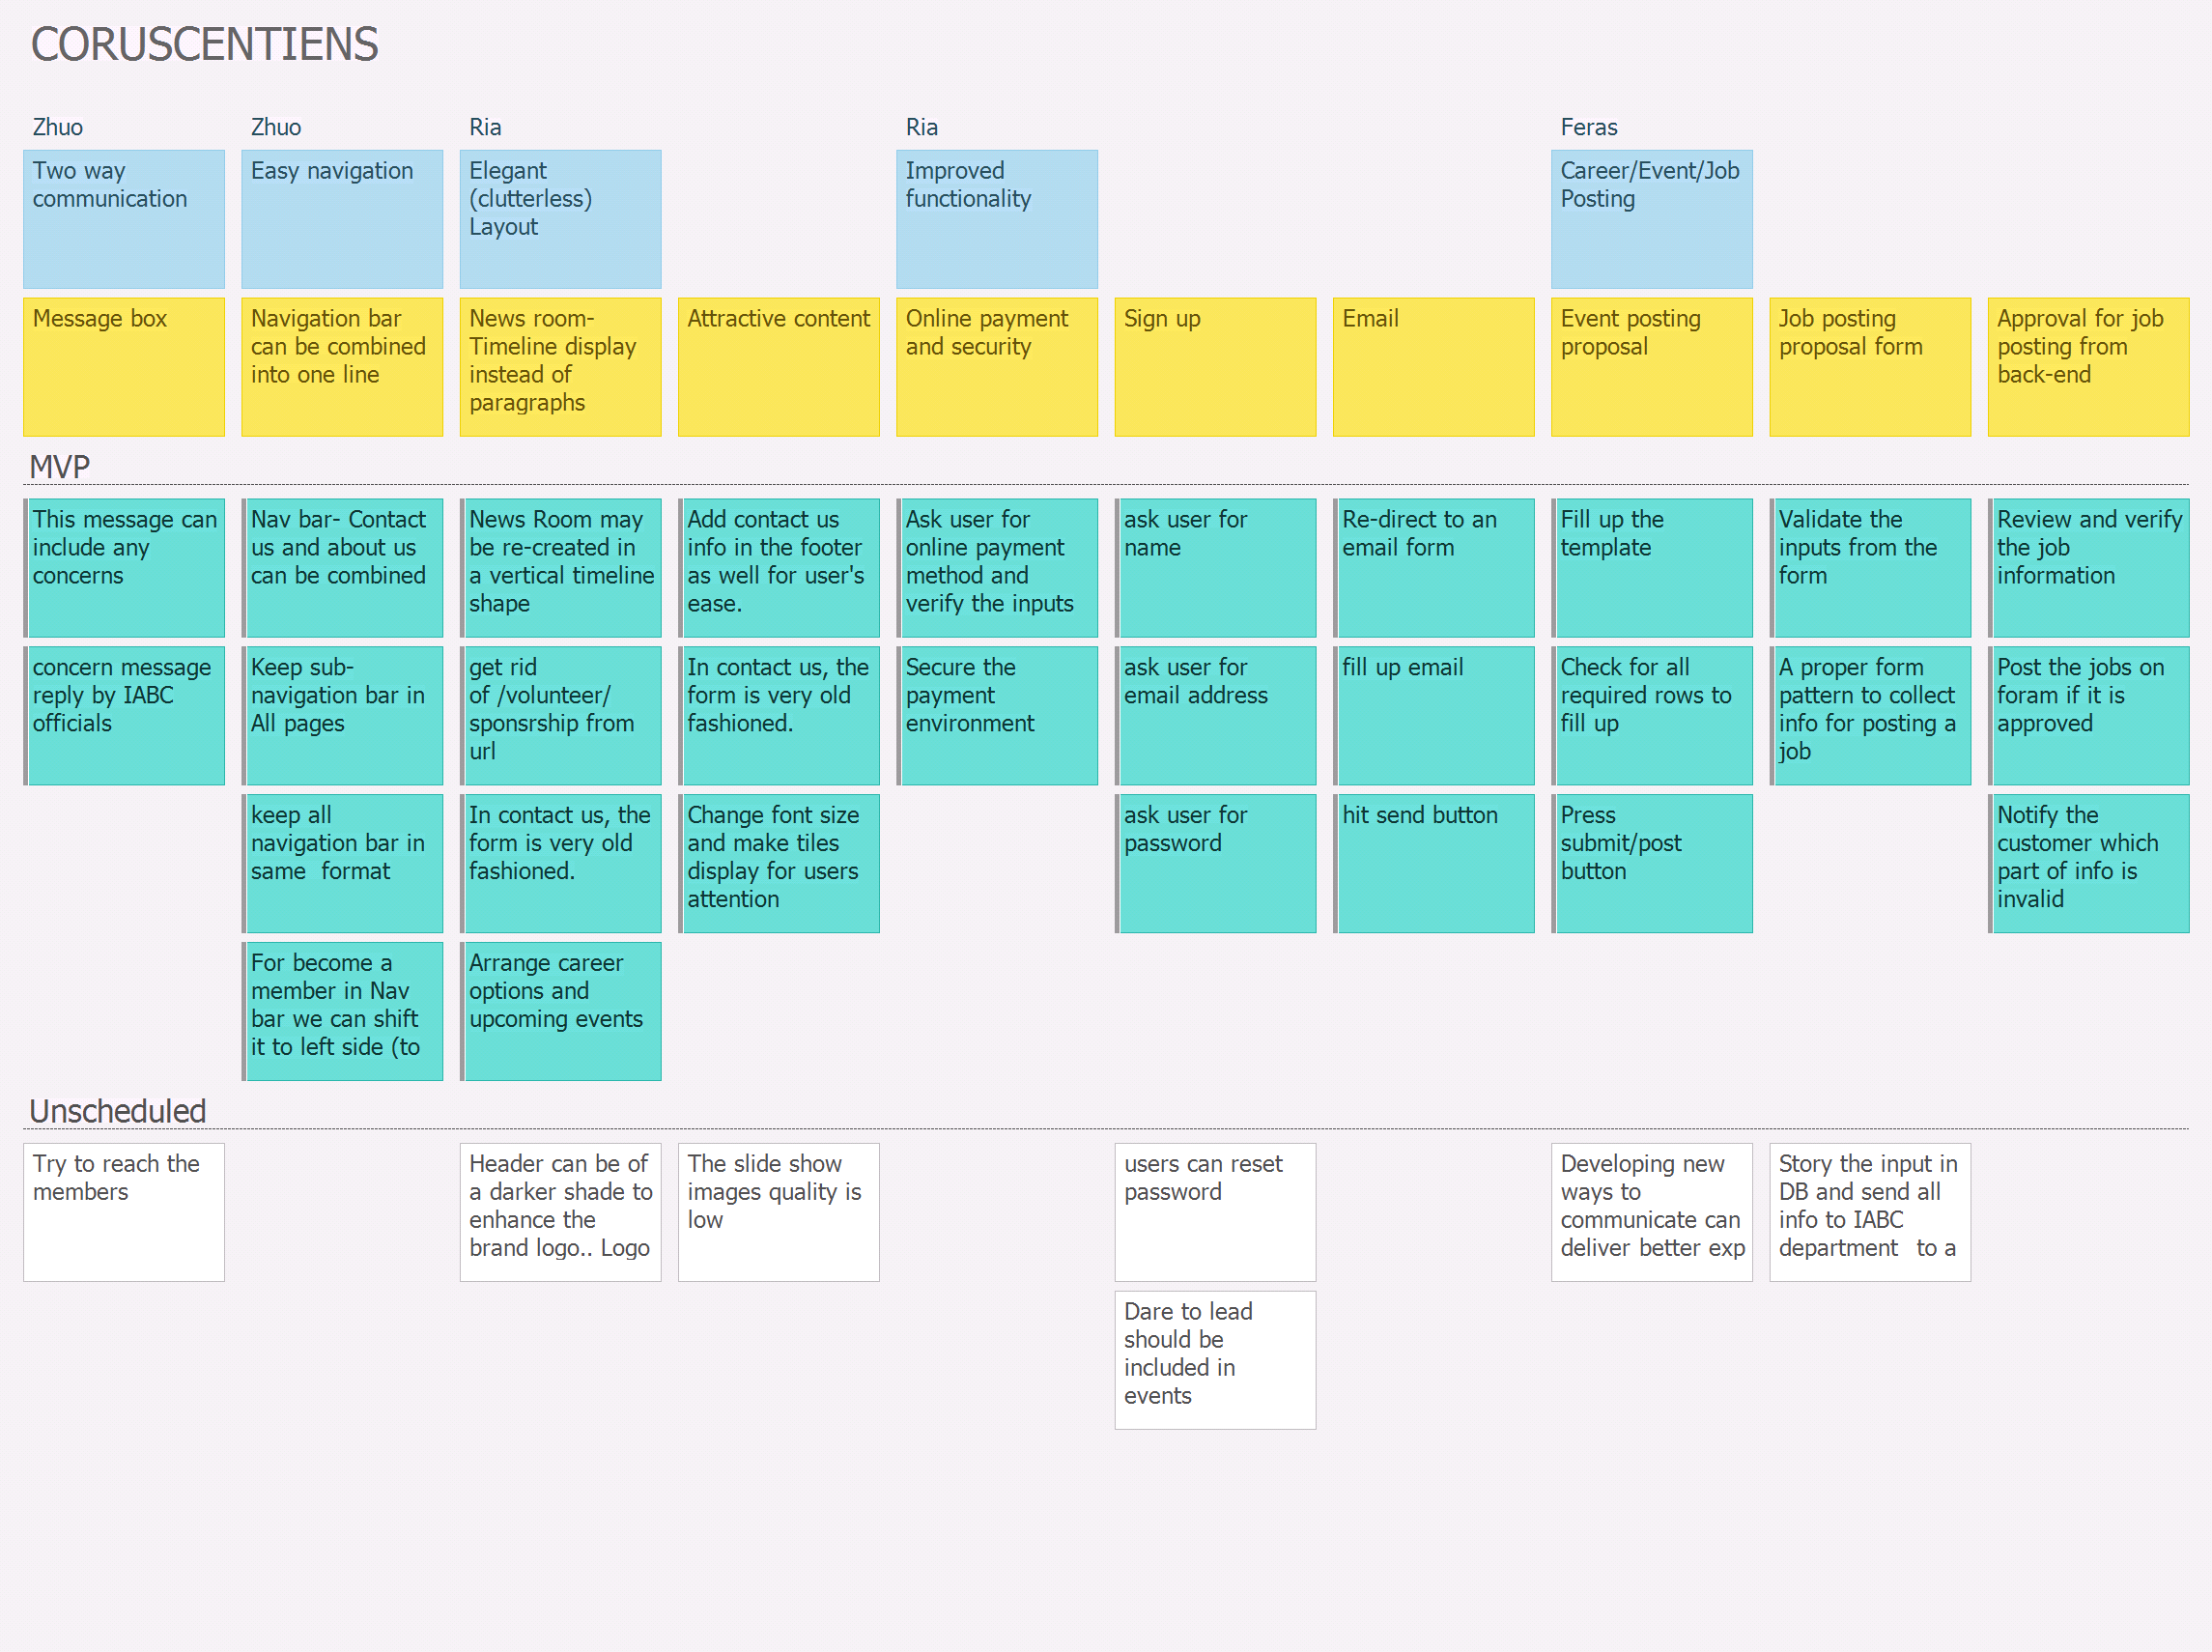 CORUSCENTIENS
Zhuo
Zhuo
Ria
Ria
Feras
Two way
communication
Easy navigation
Elegant
(clutterless)
Layout
Improved
functionality
Career/Event/Job
Posting
Message box
Navigation bar
can be combined
into one line
News room-
Timeline display
instead of
paragraphs
Attractive content
Online payment
and security
Sign up
Email
Event posting
proposal
Job posting
proposal form
Approval for job
posting from
back-end
MVP
This message can
include any
concerns
Nav bar- Contact
us and about us
can be combined
News Room may
be re-created in
a vertical timeline
shape
Add contact us
info in the footer
as well for user's
ease.
Ask user for
online payment
method and
verify the inputs
ask user for
name
Re-direct to an
email form
Fill up the
template
Validate the
inputs from the
form
Review and verify
the job
information
concern message
reply by IABC
officials
Keep sub-
navigation bar in
All pages
get rid
of /volunteer/
sponsrship from
url
In contact us, the
form is very old
fashioned.
Secure the
payment
environment
ask user for
email address
fill up email
Check for all
required rows to
fill up
A proper form
pattern to collect
info for posting a
job
Post the jobs on
foram if it is
approved
keep all
navigation bar in
same  format
In contact us, the
form is very old
fashioned.
Change font size
and make tiles
display for users
attention
ask user for
password
hit send button
Press
submit/post
button
Notify the
customer which
part of info is
invalid
For become a
member in Nav
bar we can shift
it to left side (to
Arrange career
options and
upcoming events
Unscheduled
Try to reach the
members
Header can be of
a darker shade to
enhance the
brand logo.. Logo
The slide show
images quality is
low
users can reset
password
Developing new
ways to
communicate can
deliver better exp
Story the input in
DB and send all
info to IABC
department  to a
Dare to lead
should be
included in
events